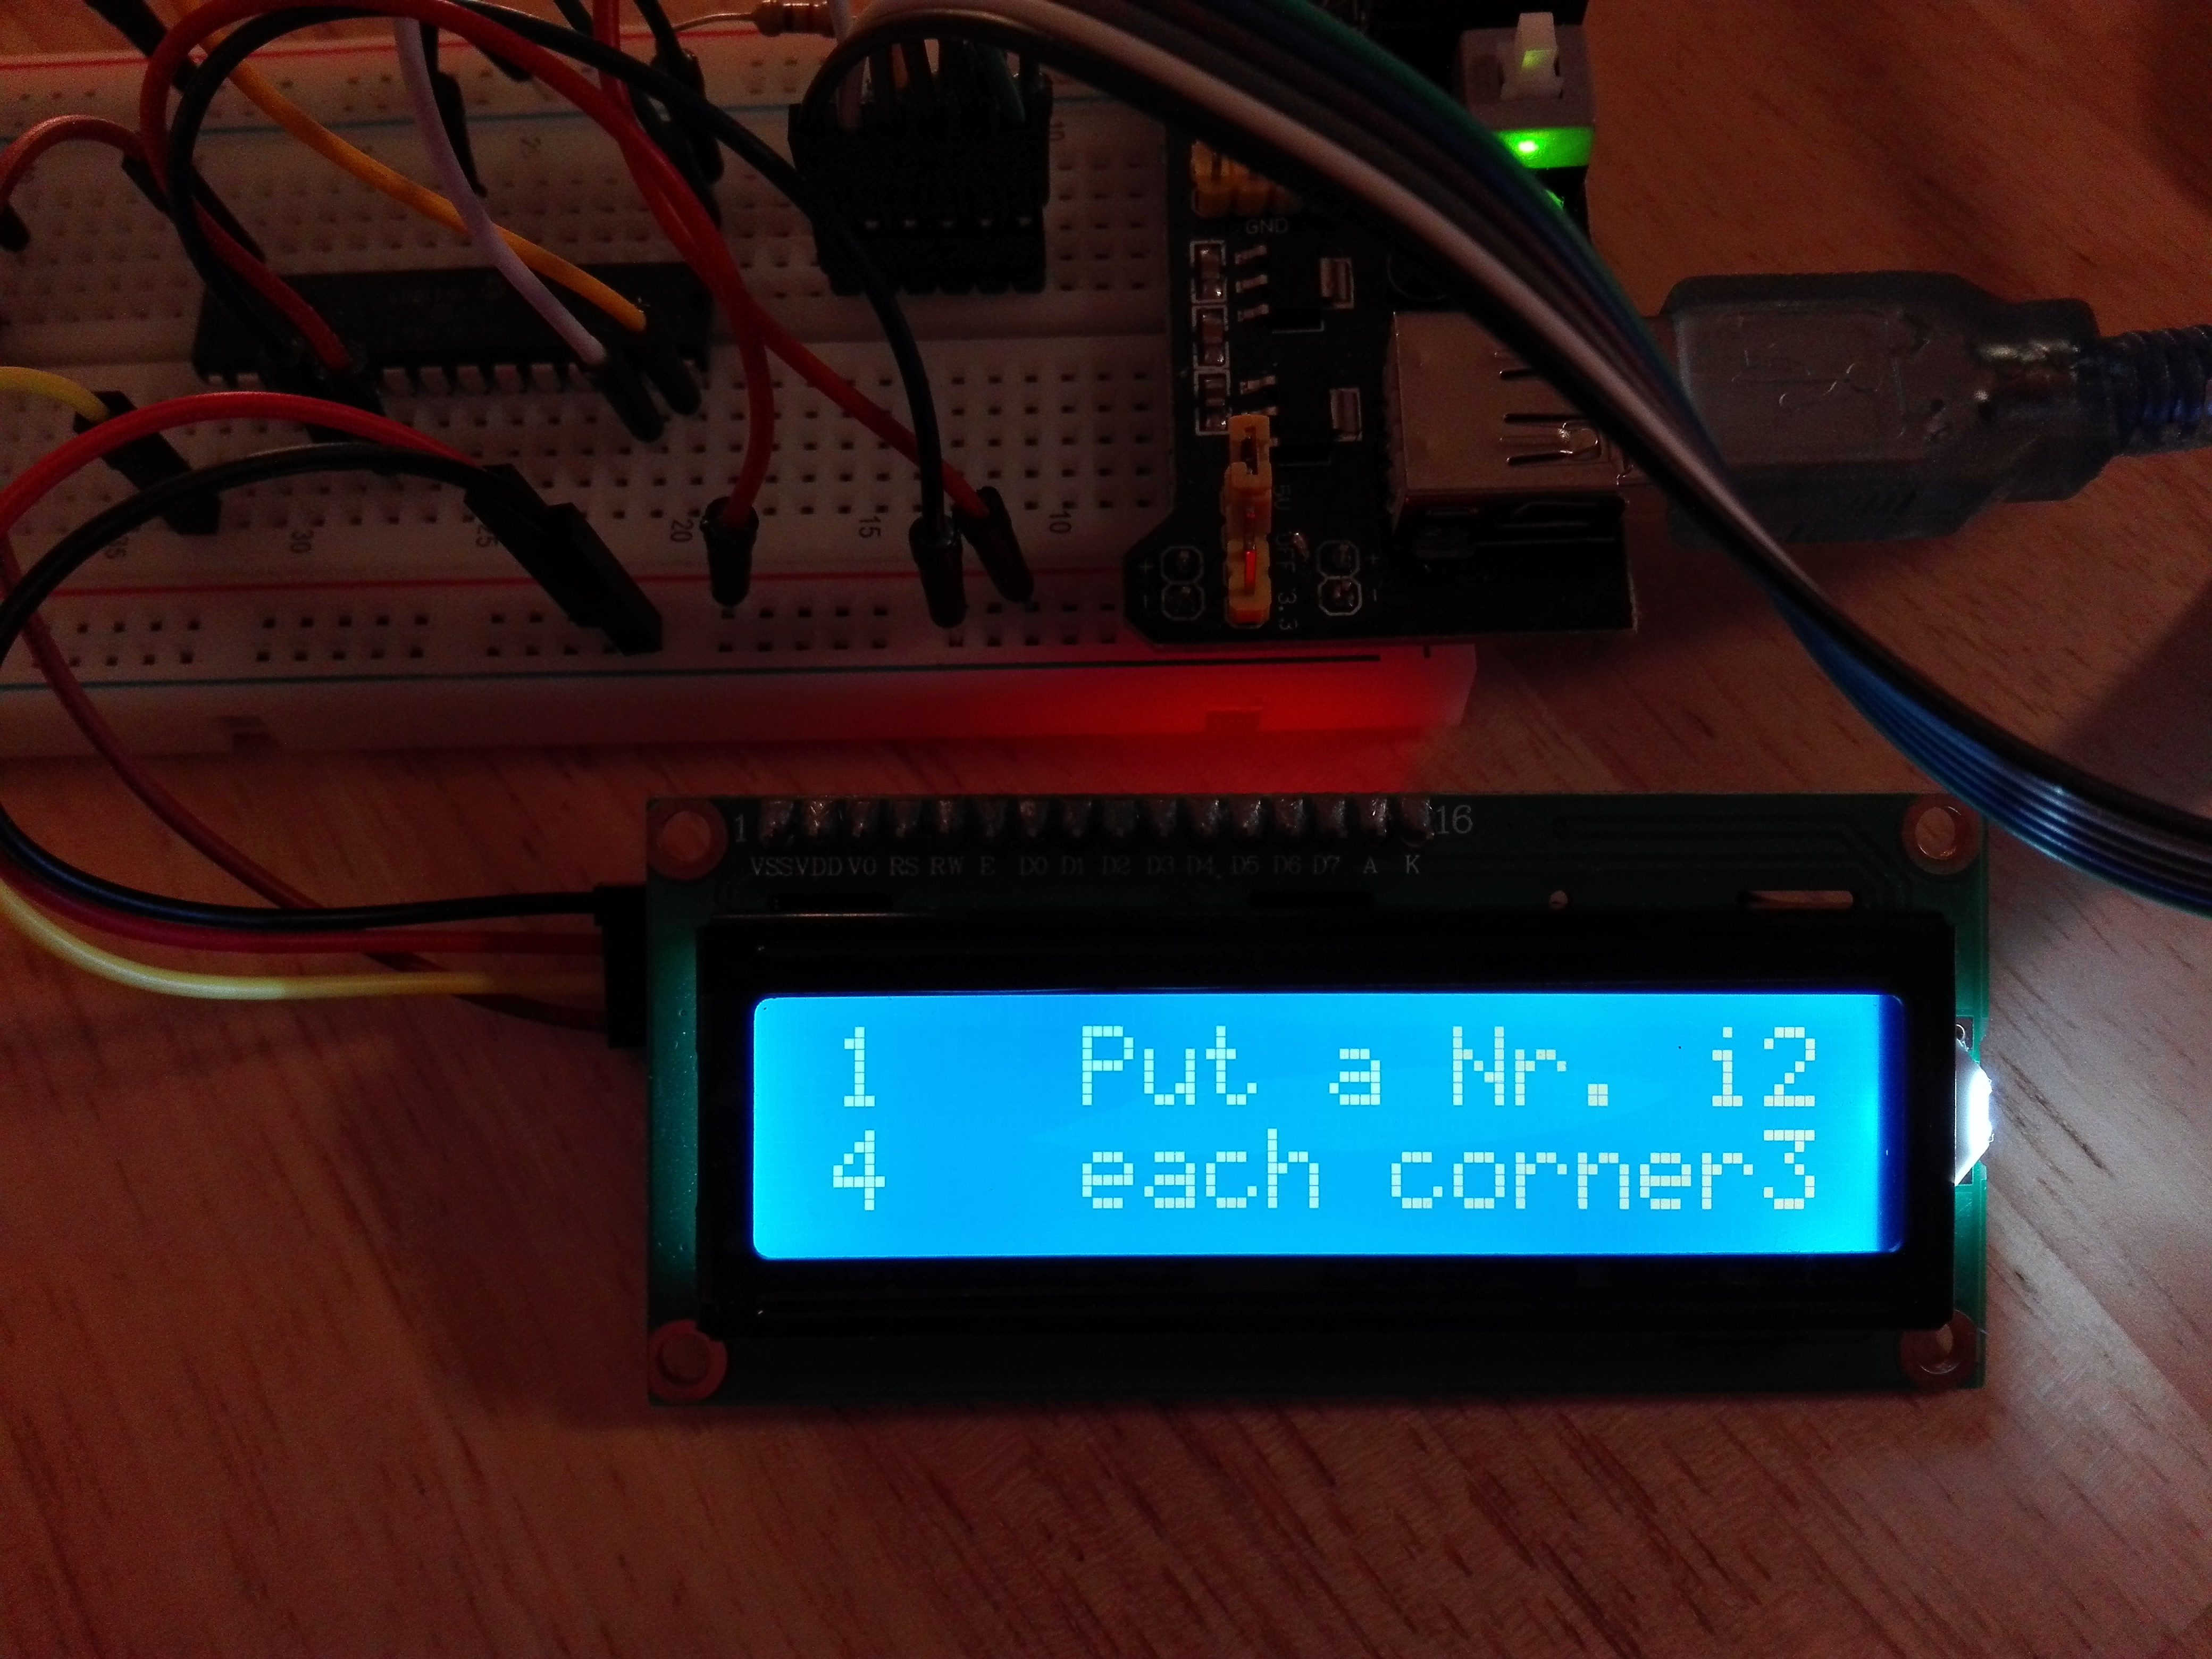 GND
35 30 25 20 15 10
5V OFF 3.3
1 16
VSS VDD V0 RS RW E D0 D1 D2 D3 D4 D5 D6 D7 A K
1 Put a Nr. i2
4 each corner3